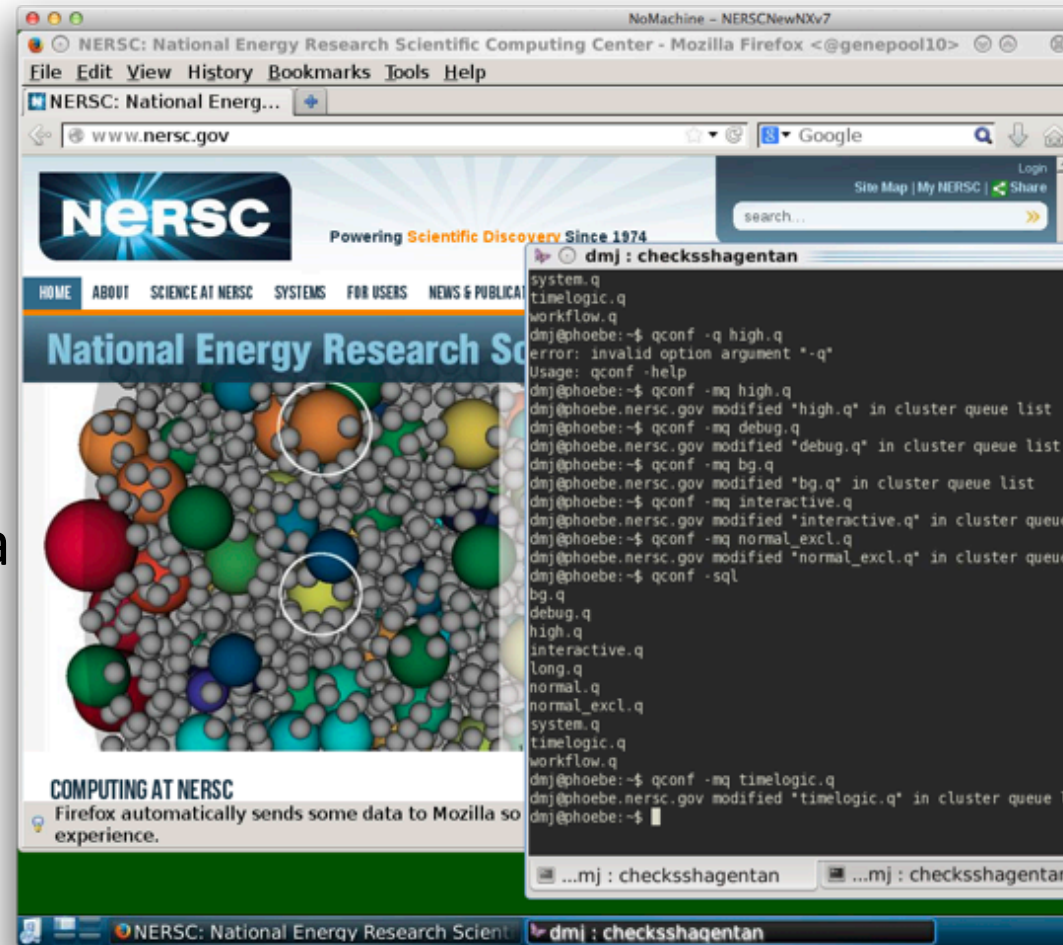 NoMachine - NERSCNewNXv7
NERSC: National Energy Research Scientific Computing Center - Mozilla Firefox <@genepool10>
File Edit View History Bookmarks Tools Help
NERSC: National Energ...
www.nersc.gov
Google
Login
Site Map | My NERSC | Share
search...
NERSC
Powering Scientific Discovery Since 1974
HOME ABOUT SCIENCE AT NERSC SYSTEMS FOR USERS NEWS & PUBLICAT
National Energy Research Sc
a
COMPUTING AT NERSC
Firefox automatically sends some data to Mozilla so
experience.
dmj : checksshagentan
system.q
timelogic.q
workflow.q
dmj@phoebe:~$ qconf -q high.q
error: invalid option argument "-q"
Usage: qconf -help
dmj@phoebe:~$ qconf -mq high.q
dmj@phoebe.nersc.gov modified "high.q" in cluster queue list
dmj@phoebe:~$ qconf -mq debug.q
dmj@phoebe.nersc.gov modified "debug.q" in cluster queue list
dmj@phoebe:~$ qconf -mq bg.q
dmj@phoebe.nersc.gov modified "bg.q" in cluster queue list
dmj@phoebe:~$ qconf -mq interactive.q
dmj@phoebe.nersc.gov modified "interactive.q" in cluster queu
dmj@phoebe:~$ qconf -mq normal_excl.q
dmj@phoebe.nersc.gov modified "normal_excl.q" in cluster queu
dmj@phoebe:~$ qconf -sql
bg.q
debug.q
high.q
interactive.q
long.q
normal.q
normal_excl.q
system.q
timelogic.q
workflow.q
dmj@phoebe:~$ qconf -mq timelogic.q
dmj@phoebe.nersc.gov modified "timelogic.q" in cluster queue
dmj@phoebe:~$
...mj : checksshagentan
...mj : checksshagentan
NERSC: National Energy Research Scient
dmj : checksshagentan